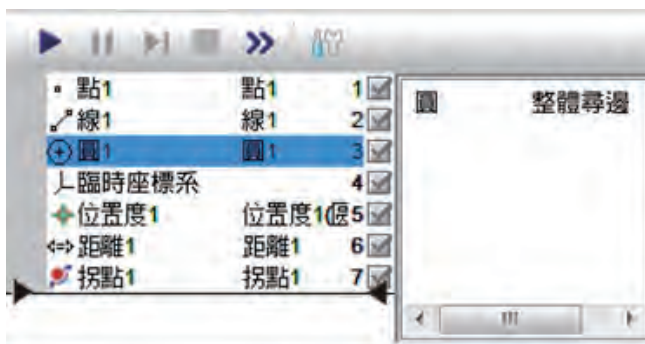 點1 點1 1
線1 線1 2
圓1 圓1 3 圓 整體尋邊
臨時座標系 4
位置度1 位置度1 5
距離1 距離1 6
拐點1 拐點1 7